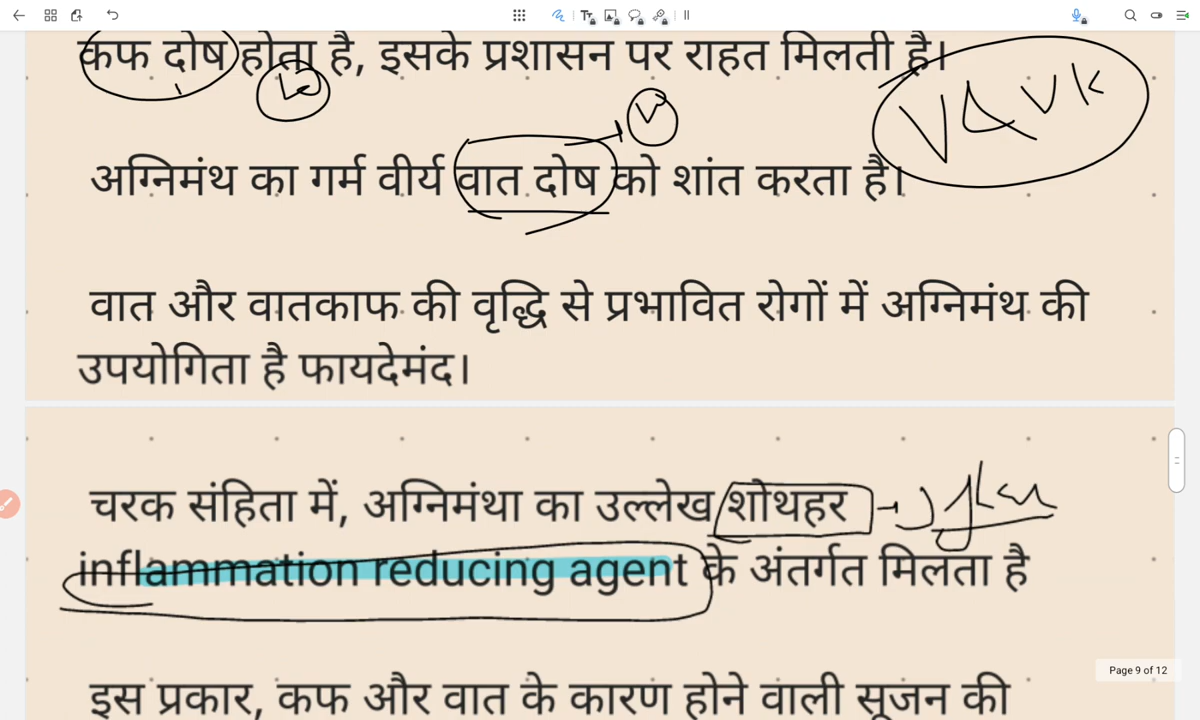 कफ दोष होता है, इसके प्रशासन पर राहत मिलती है।
V & V K
V
अग्निमंथ का गर्म वीर्य वात दोष को शांत करता है।
वात और वातकाफ की वृद्धि से प्रभावित रोगों में अग्निमंथ की
उपयोगिता है फायदेमंद।
चरक संहिता में, अग्निमंथा का उल्लेख शोथहर
inflammation reducing agent के अंतर्गत मिलता है
इस प्रकार, कफ और वात के कारण होने वाली सूजन की
Page 9 of 12